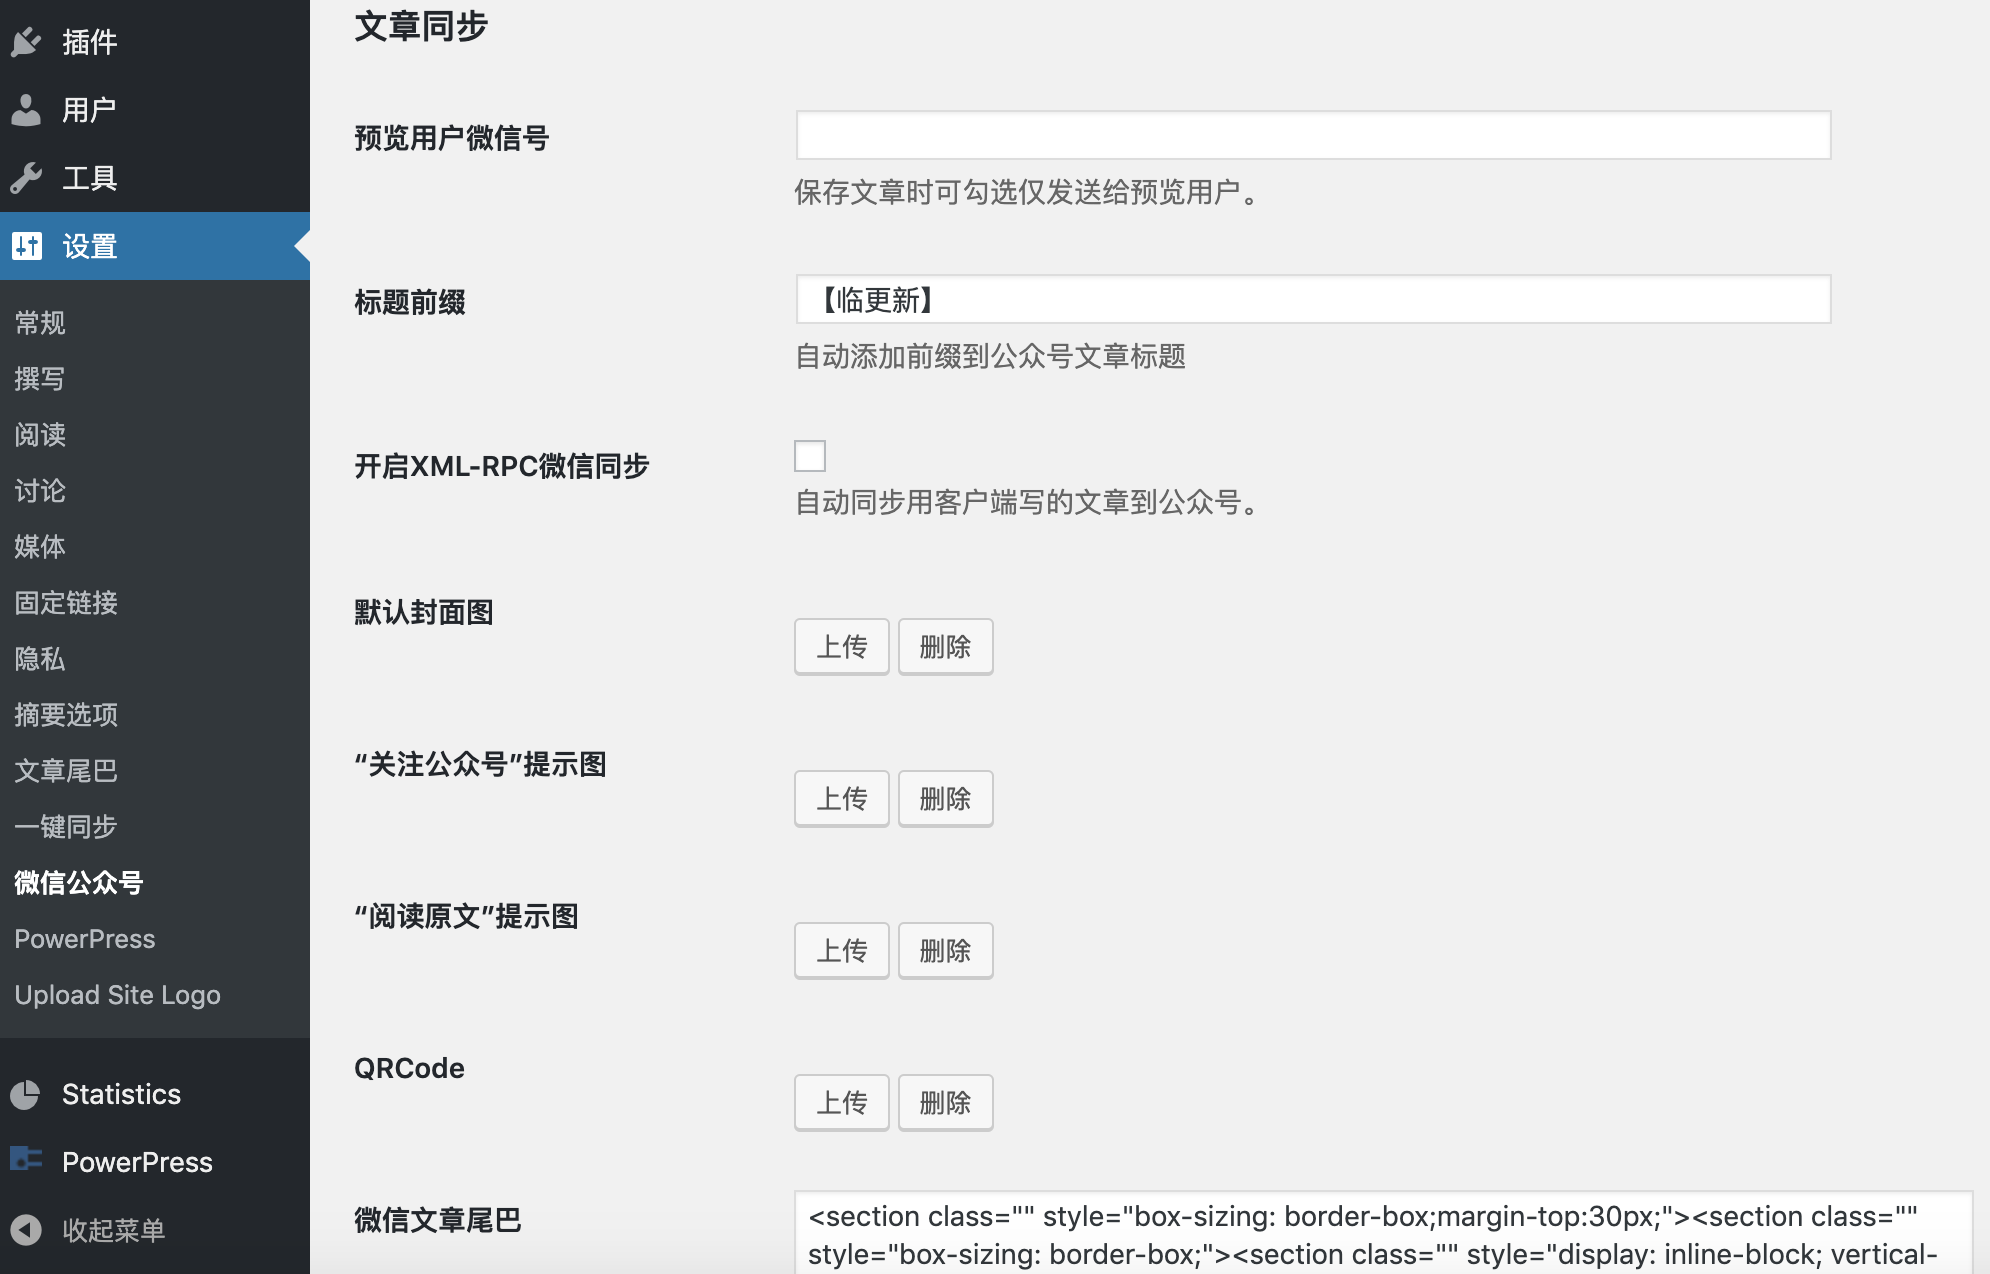 插件
用户
工具
设置
常规
撰写
阅读
讨论
媒体
固定链接
隐私
摘要选项
文章尾巴
一键同步
微信公众号
PowerPress
Upload Site Logo
Statistics
PowerPress
收起菜单
文章同步
预览用户微信号
保存文章时可勾选仅发送给预览用户。
标题前缀
【临更新】
自动添加前缀到公众号文章标题
开启XML-RPC微信同步
自动同步用客户端写的文章到公众号。
默认封面图
上传 删除
“关注公众号”提示图
上传 删除
“阅读原文”提示图
上传 删除
QRCode
上传 删除
微信文章尾巴
<section class="" style="box-sizing: border-box;margin-top:30px;"><section class=""
style="box-sizing: border-box;"><section class="" style="display: inline-block; vertical-